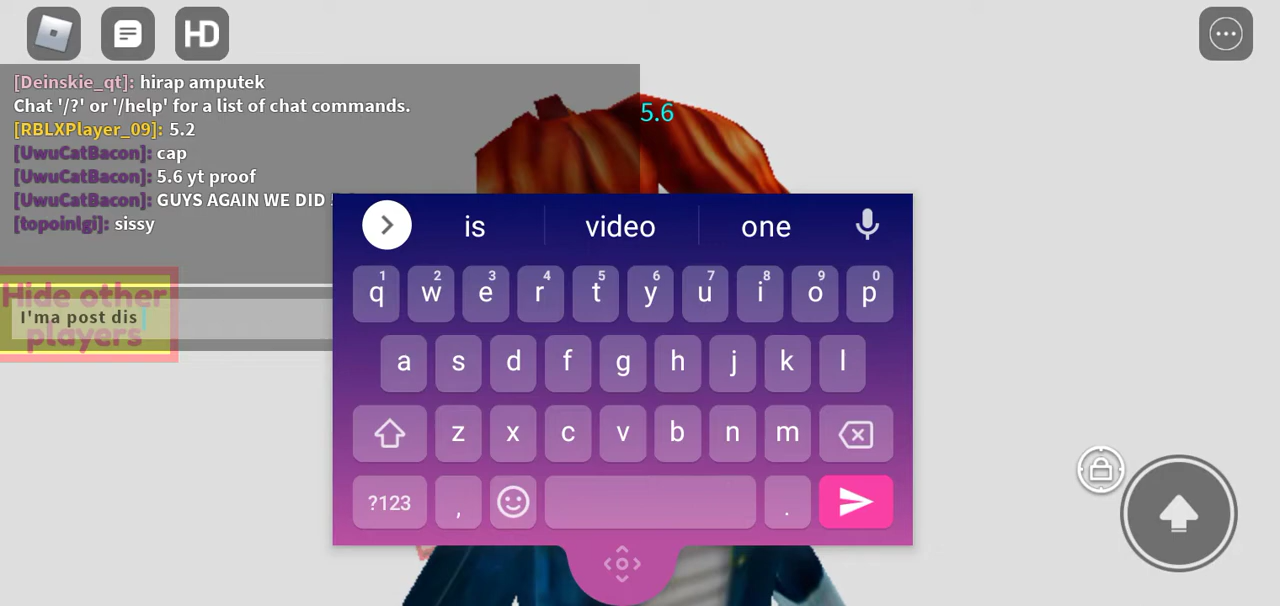 HD
[Deinskie_qt]: hirap amputek
Chat '/?' or '/help' for a list of chat commands.
5.6
[RBLXPlayer_09]: 5.2
[UwuCatBacon]: cap
[UwuCatBacon]: 5.6 yt proof
[UwuCatBacon]: GUYS AGAIN WE DID
[topoinlgi]: sissy
Hide other
players
I'ma post dis
is video one
1 2 3 4 5 6 7 8 9 0
q w e r t y u i o p
a s d f g h j k l
z x c v b n m
?123 , .